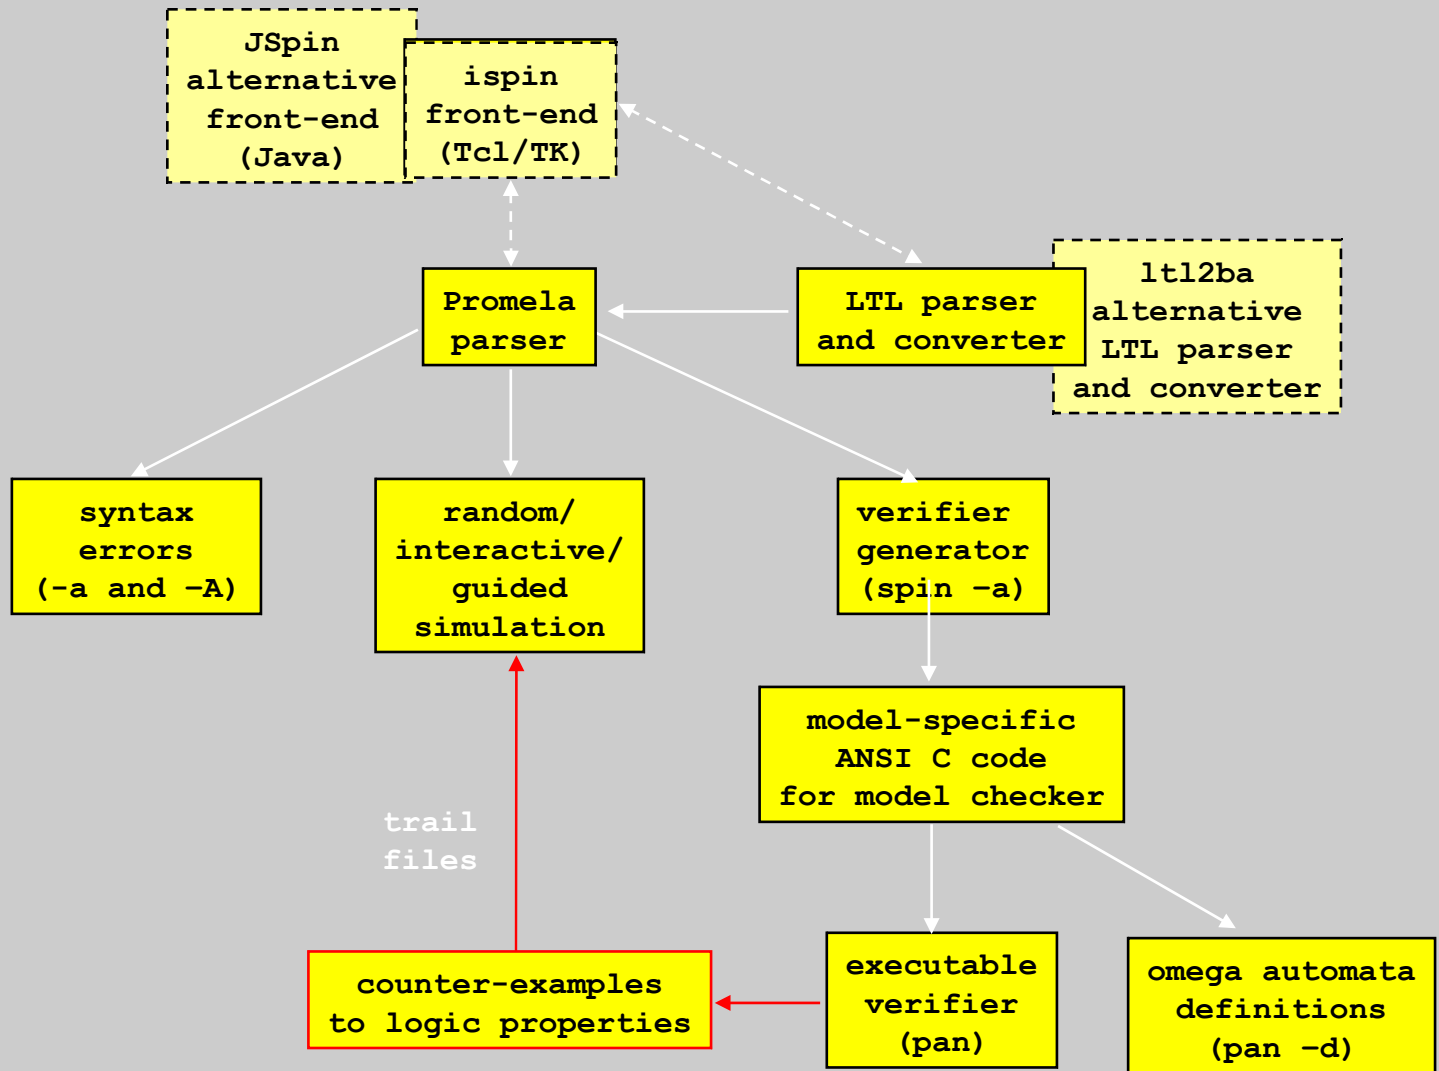 JSpin
alternative
front-end
(Java)
ispin
front-end
(Tcl/TK)
Promela
parser
LTL parser
and converter
ltl2ba
alternative
LTL parser
and converter
syntax
errors
(-a and –A)
random/
interactive/
guided
simulation
verifier
generator
(spin –a)
model-specific
ANSI C code
for model checker
trail
files
counter-examples
to logic properties
executable
verifier
(pan)
omega automata
definitions
(pan –d)